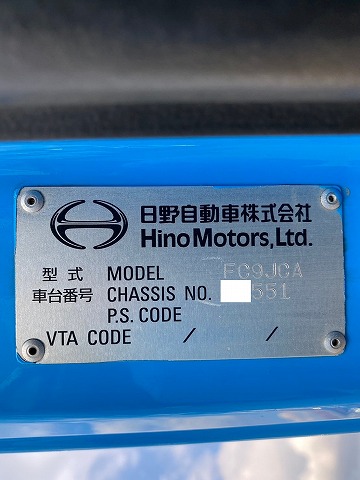 日野自動車株式会社
Hino Motors, Ltd.
型式 MODEL FC9JCA
車台番号 CHASSIS NO. 551
P.S. CODE
VTA CODE / /